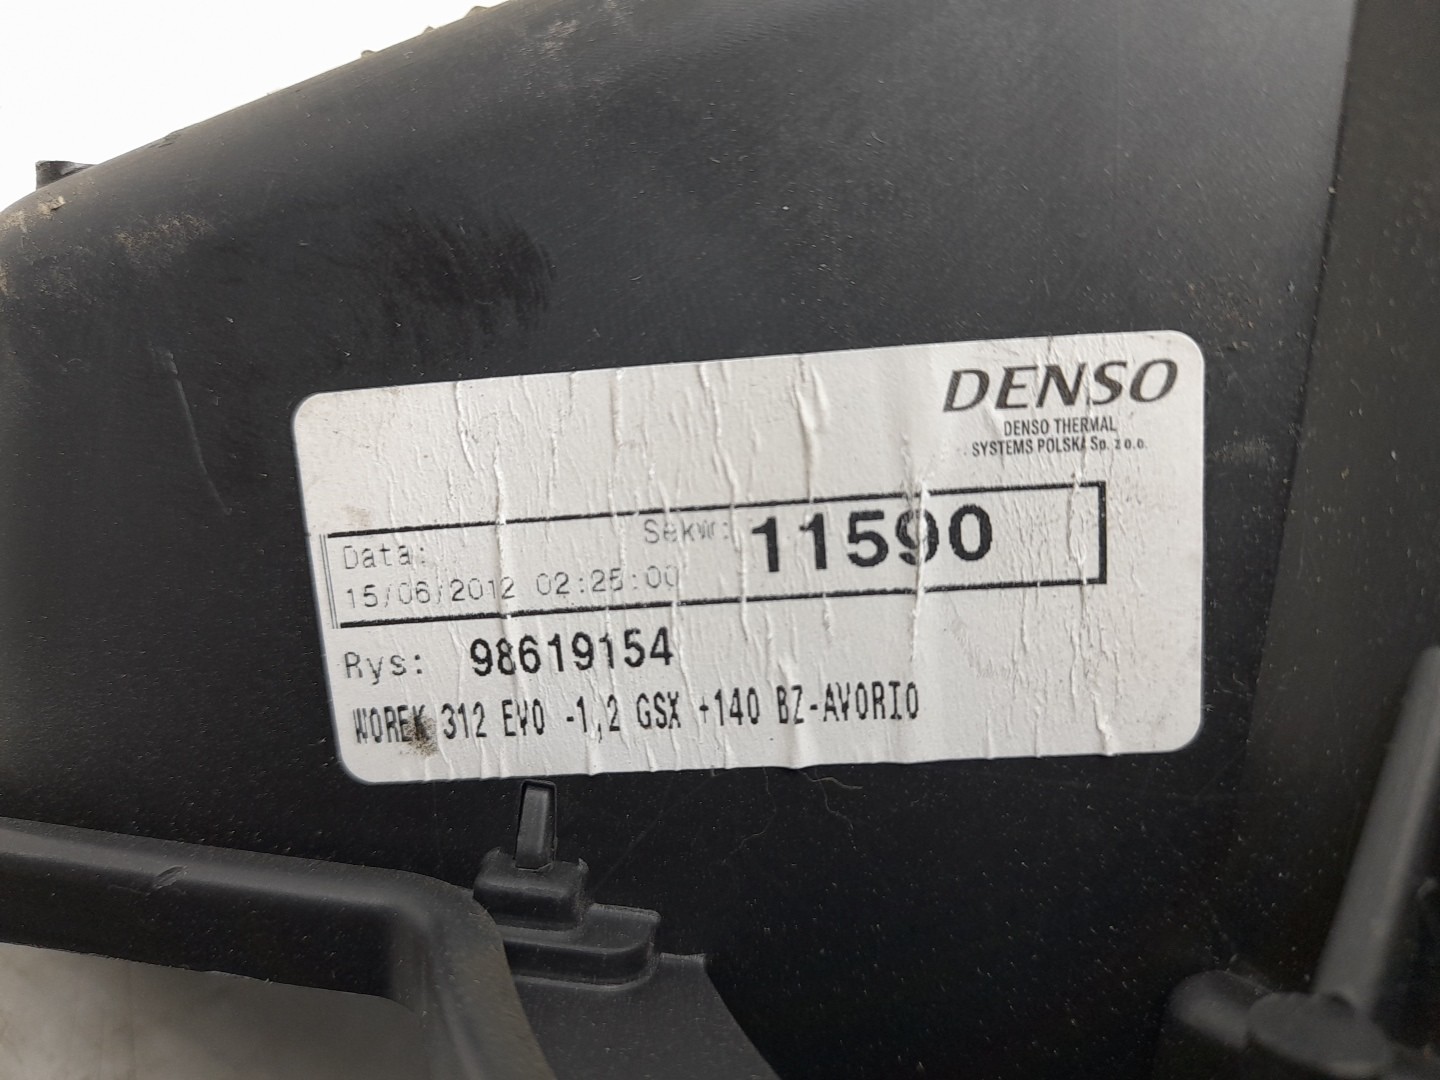 DENSO
DENSO THERMAL
SYSTEMS POLSKA Sp. z o.o.
Sekw: 11590
Data:
15/06/2012 02:25:00
Rys: 98619154
WOREK 312 EVO -1,2 GSX +140 BZ-AVORIO